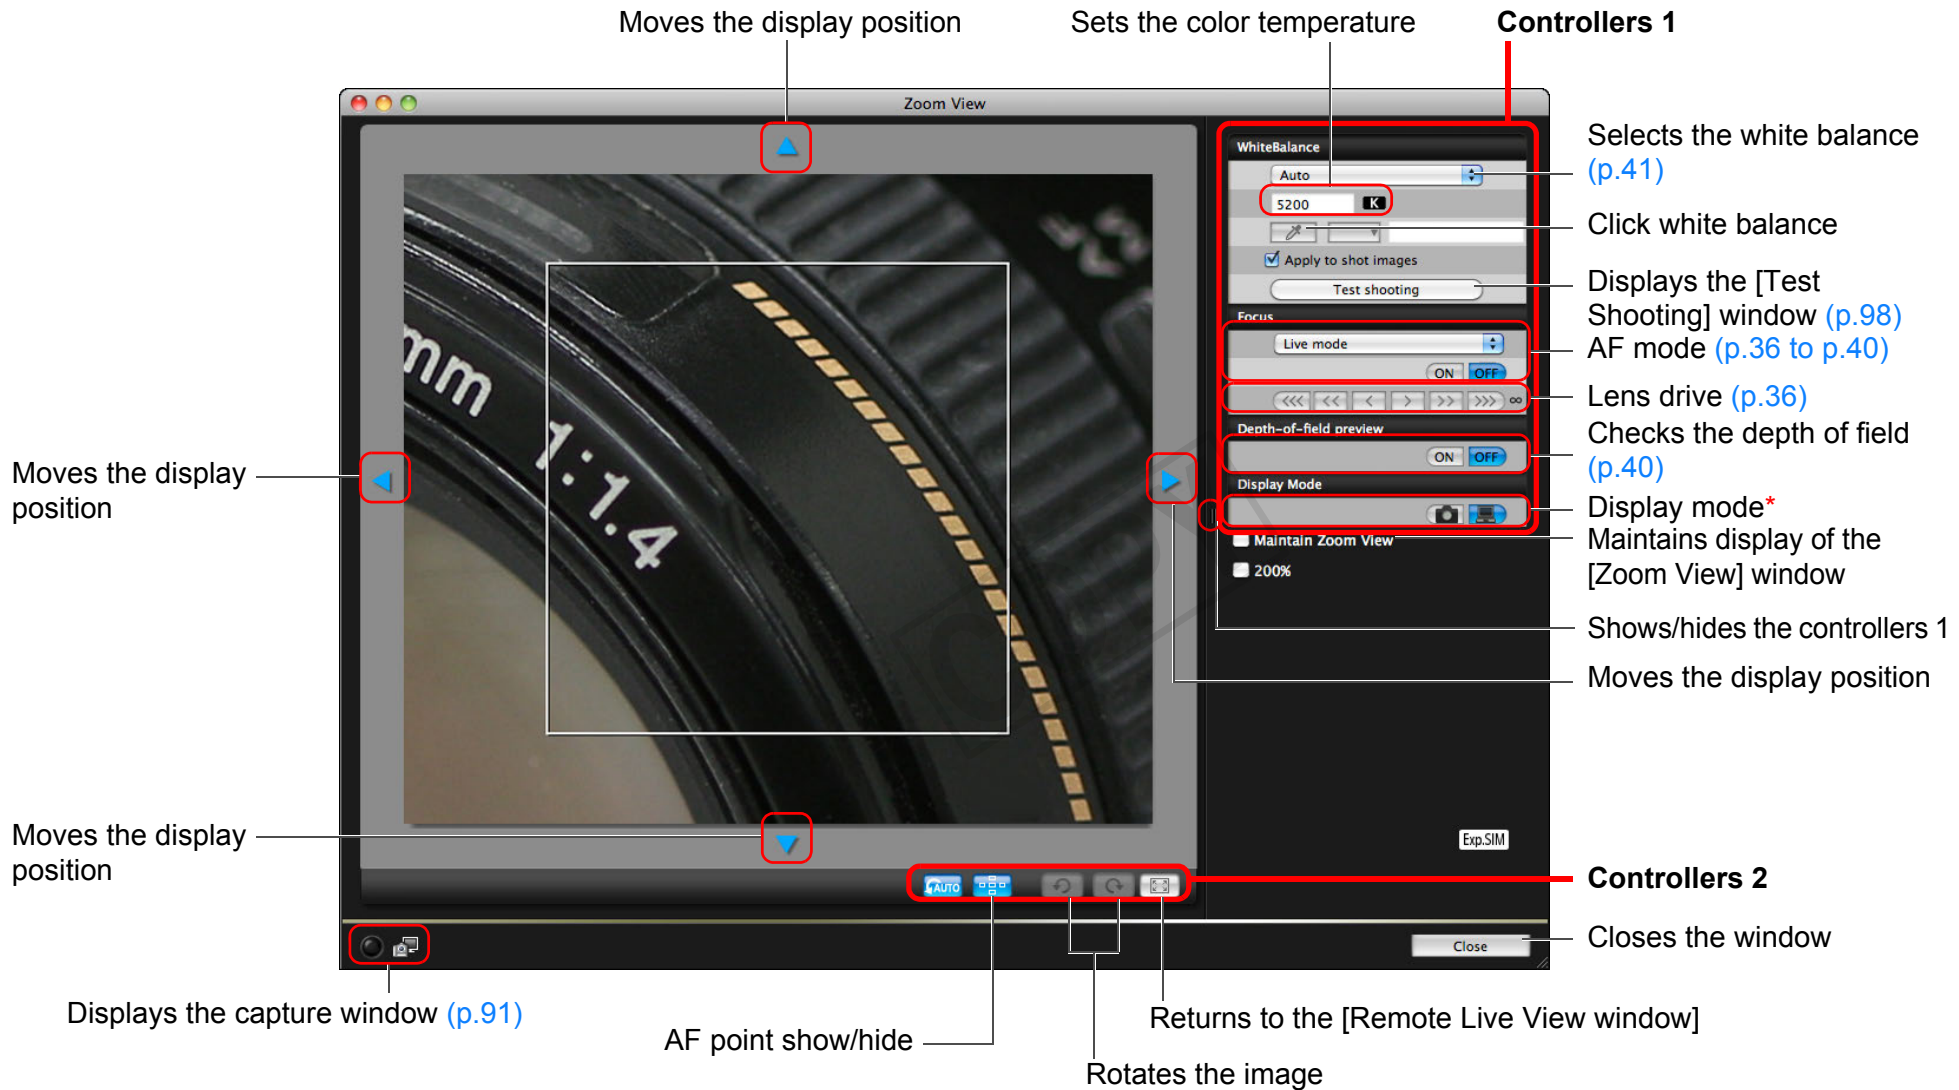 Moves the display position
Sets the color temperature
Controllers 1
Zoom View
WhiteBalance
Auto
5200 K
Apply to shot images
Test shooting
Focus
Live mode
ON OFF
<<< << < > >> >>> ∞
Depth-of-field preview
ON OFF
Display Mode
Maintain Zoom View
200%
Exp.SIM
mm 1:1.4
AUTO
Close
Selects the white balance
(p.41)
Click white balance
Displays the [Test
Shooting] window (p.98)
AF mode (p.36 to p.40)
Lens drive (p.36)
Checks the depth of field
(p.40)
Display mode*
Maintains display of the
[Zoom View] window
Shows/hides the controllers 1
Moves the display position
Controllers 2
Closes the window
Moves the display
position
Moves the display
position
Displays the capture window (p.91)
AF point show/hide
Rotates the image
Returns to the [Remote Live View window]